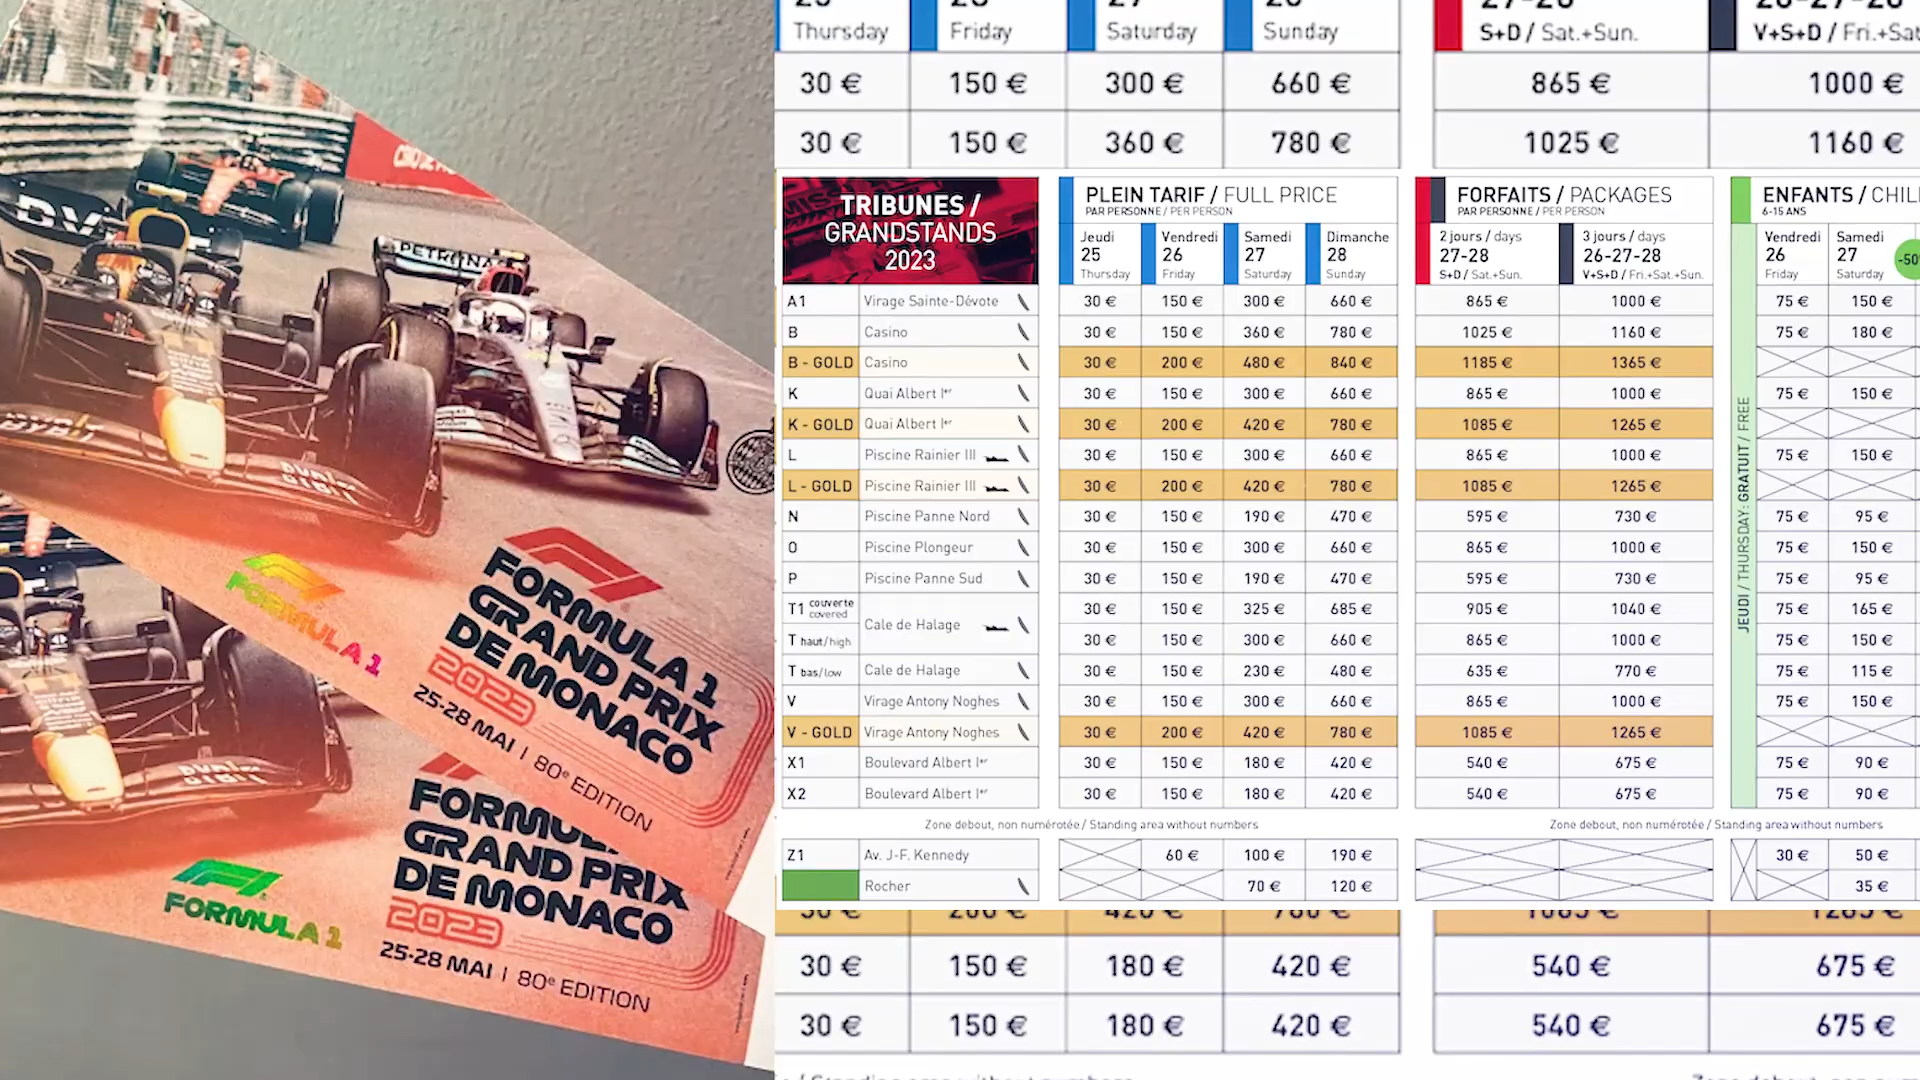 PETRONAS
FORMULA 1
FORMULA 1
GRAND PRIX
DE MONACO
2023
25-28 MAI | 80e EDITION
FORMULA 1
GRAND PRIX
DE MONACO
2023
25-28 MAI | 80e EDITION
Thursday Friday Saturday Sunday S+D / Sat.+Sun. V+S+D / Fri.+Sat
30 € 150 € 300 € 660 € 865 € 1000 €
30 € 150 € 360 € 780 € 1025 € 1160 €
TRIBUNES /
GRANDSTANDS
2023
PLEIN TARIF / FULL PRICE
PAR PERSONNE / PER PERSON
Jeudi Vendredi Samedi Dimanche
25 26 27 28
Thursday Friday Saturday Sunday
FORFAITS / PACKAGES
PAR PERSONNE / PER PERSON
2 jours / days 3 jours / days
27-28 26-27-28
S+D / Sat.+Sun. V+S+D / Fri.+Sat.+Sun.
ENFANTS / CHIL
6-15 ANS
Vendredi Samedi
26 27
Friday Saturday
-50
JEUDI / THURSDAY: GRATUIT / FREE
A1 Virage Sainte-Dévote 30 € 150 € 300 € 660 € 865 € 1000 € 75 € 150 €
B Casino 30 € 150 € 360 € 780 € 1025 € 1160 € 75 € 180 €
B - GOLD Casino 30 € 200 € 480 € 840 € 1185 € 1365 €
K Quai Albert Ier 30 € 150 € 300 € 660 € 865 € 1000 € 75 € 150 €
K - GOLD Quai Albert Ier 30 € 200 € 420 € 780 € 1085 € 1265 €
L Piscine Rainier III 30 € 150 € 300 € 660 € 865 € 1000 € 75 € 150 €
L - GOLD Piscine Rainier III 30 € 200 € 420 € 780 € 1085 € 1265 €
N Piscine Panne Nord 30 € 150 € 190 € 470 € 595 € 730 € 75 € 95 €
O Piscine Plongeur 30 € 150 € 300 € 660 € 865 € 1000 € 75 € 150 €
P Piscine Panne Sud 30 € 150 € 190 € 470 € 595 € 730 € 75 € 95 €
T1 couverte covered 30 € 150 € 325 € 685 € 905 € 1040 € 75 € 165 €
Cale de Halage
T haut/high 30 € 150 € 300 € 660 € 865 € 1000 € 75 € 150 €
T bas/low Cale de Halage 30 € 150 € 230 € 480 € 635 € 770 € 75 € 115 €
V Virage Antony Noghes 30 € 150 € 300 € 660 € 865 € 1000 € 75 € 150 €
V - GOLD Virage Antony Noghes 30 € 200 € 420 € 780 € 1085 € 1265 €
X1 Boulevard Albert Ier 30 € 150 € 180 € 420 € 540 € 675 € 75 € 90 €
X2 Boulevard Albert Ier 30 € 150 € 180 € 420 € 540 € 675 € 75 € 90 €
Zone debout, non numérotée / Standing area without numbers Zone debout, non numérotée / Standing area without numbers
Z1 Av. J-F. Kennedy 60 € 100 € 190 € 30 € 50 €
Rocher 70 € 120 € 35 €
30 € 200 € 420 € 780 € 1085 € 1265 €
30 € 150 € 180 € 420 € 540 € 675 €
30 € 150 € 180 € 420 € 540 € 675 €
/ Standing area without numbers Zone debout, non numérotée